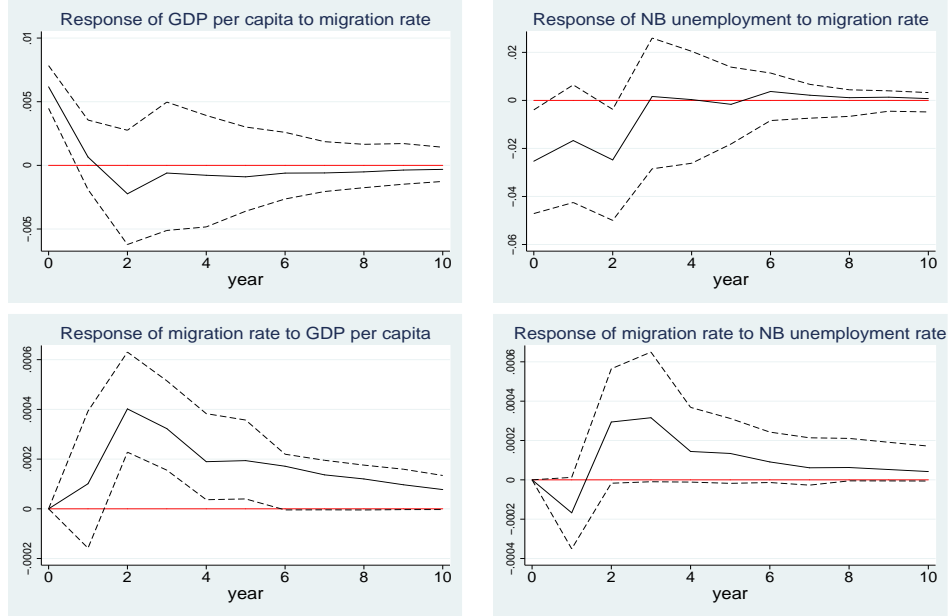 Response of GDP per capita to migration rate
.01
.005
0
-.005
0 2 4 6 8 10
year
Response of NB unemployment to migration rate
.02
0
-.02
-.04
-.06
0 2 4 6 8 10
year
Response of migration rate to GDP per capita
.0006
.0004
.0002
0
-.0002
0 2 4 6 8 10
year
Response of migration rate to NB unemployment rate
.0006
.0004
.0002
0
-.0002
-.0004
0 2 4 6 8 10
year